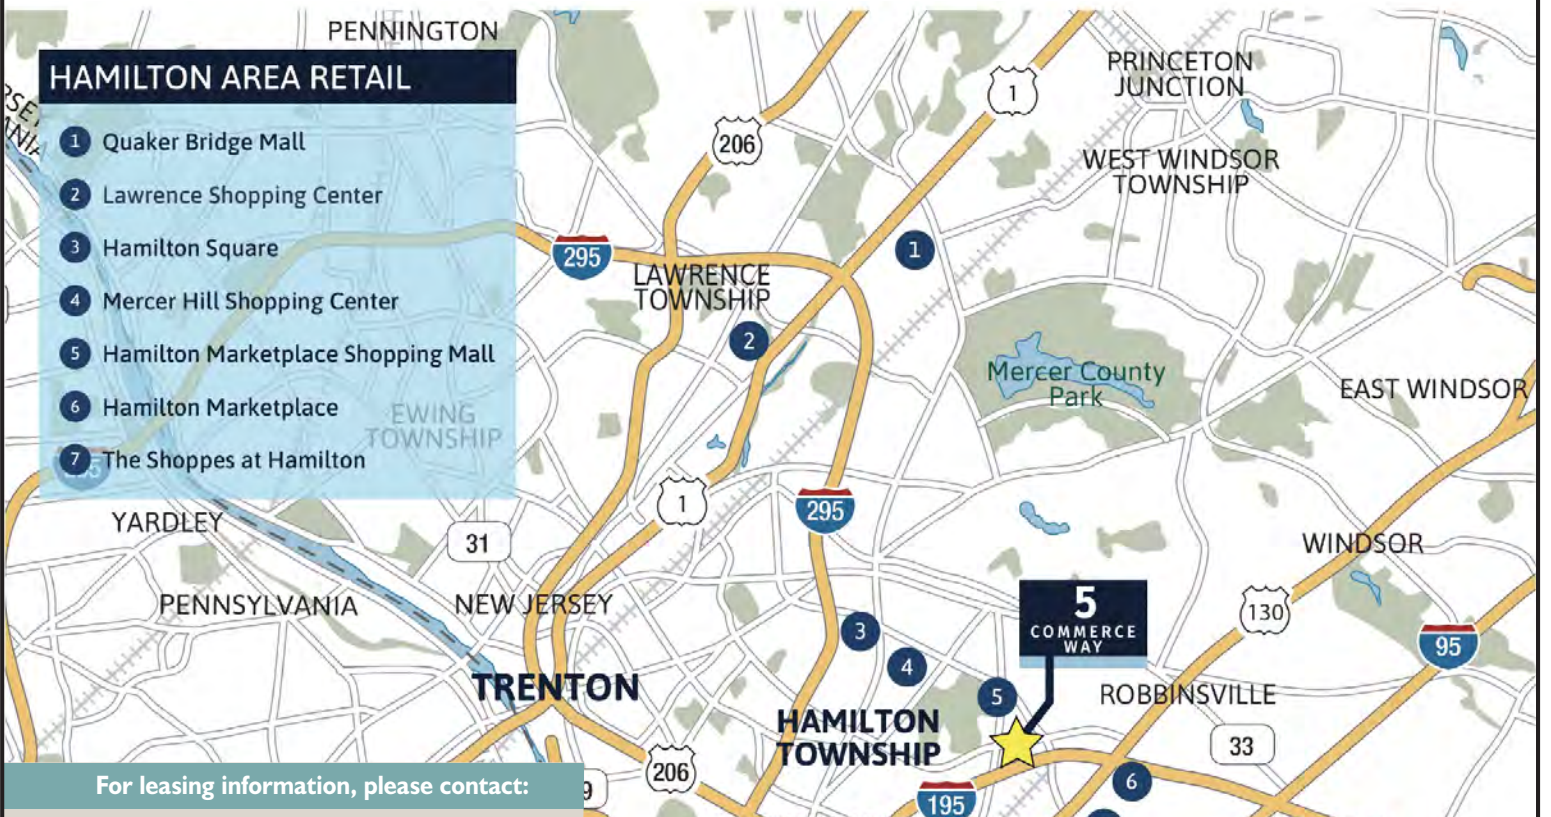 PENNINGTON
HAMILTON AREA RETAIL
1 Quaker Bridge Mall
2 Lawrence Shopping Center
3 Hamilton Square
4 Mercer Hill Shopping Center
5 Hamilton Marketplace Shopping Mall
6 Hamilton Marketplace
7 The Shoppes at Hamilton
EWING
TOWNSHIP
206
1
PRINCETON
JUNCTION
WEST WINDSOR
TOWNSHIP
295
LAWRENCE
TOWNSHIP
1
2
Mercer County
Park
EAST WINDSOR
YARDLEY
31
1
295
WINDSOR
PENNSYLVANIA
NEW JERSEY
5
COMMERCE
WAY
130
95
3
4
5
TRENTON
ROBBINSVILLE
HAMILTON
TOWNSHIP
33
206
195
6
For leasing information, please contact: